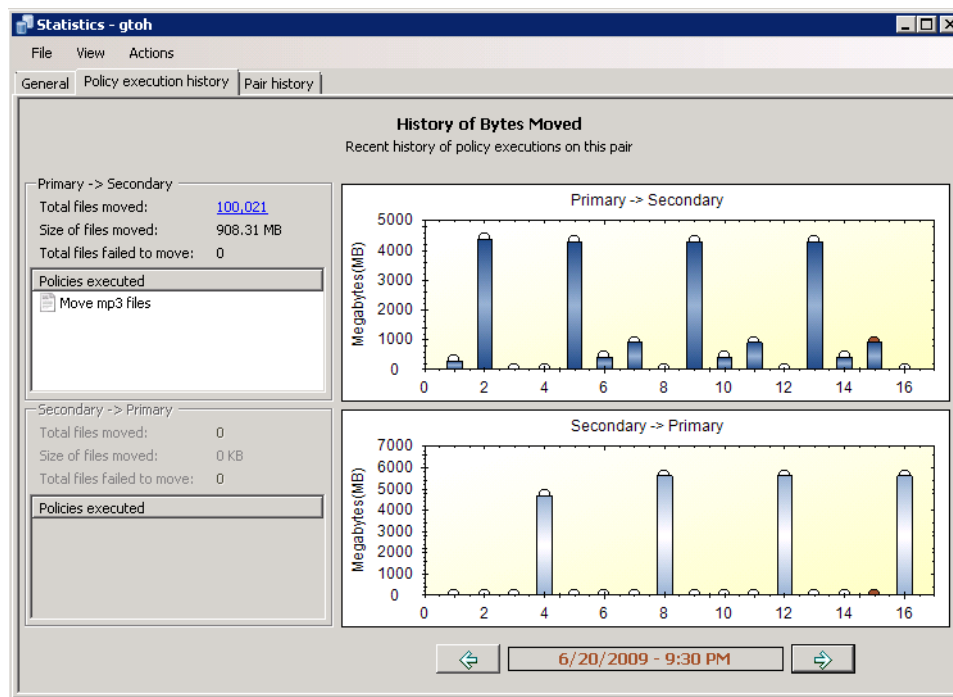 Statistics - gtoh
File View Actions
General Policy execution history Pair history
History of Bytes Moved
Recent history of policy executions on this pair
Primary -> Secondary
Total files moved: 100,021
Size of files moved: 908.31 MB
Total files failed to move: 0
Policies executed
Move mp3 files
Secondary -> Primary
Total files moved: 0
Size of files moved: 0 KB
Total files failed to move: 0
Policies executed
Primary -> Secondary
Megabytes(MB)
5000
4000
3000
2000
1000
0
0 2 4 6 8 10 12 14 16
Secondary -> Primary
Megabytes(MB)
7000
6000
5000
4000
3000
2000
1000
0
0 2 4 6 8 10 12 14 16
6/20/2009 - 9:30 PM